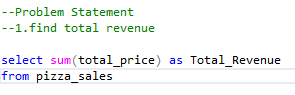 --Problem Statement
--1.find total revenue
select sum(total_price) as Total_Revenue
from pizza_sales